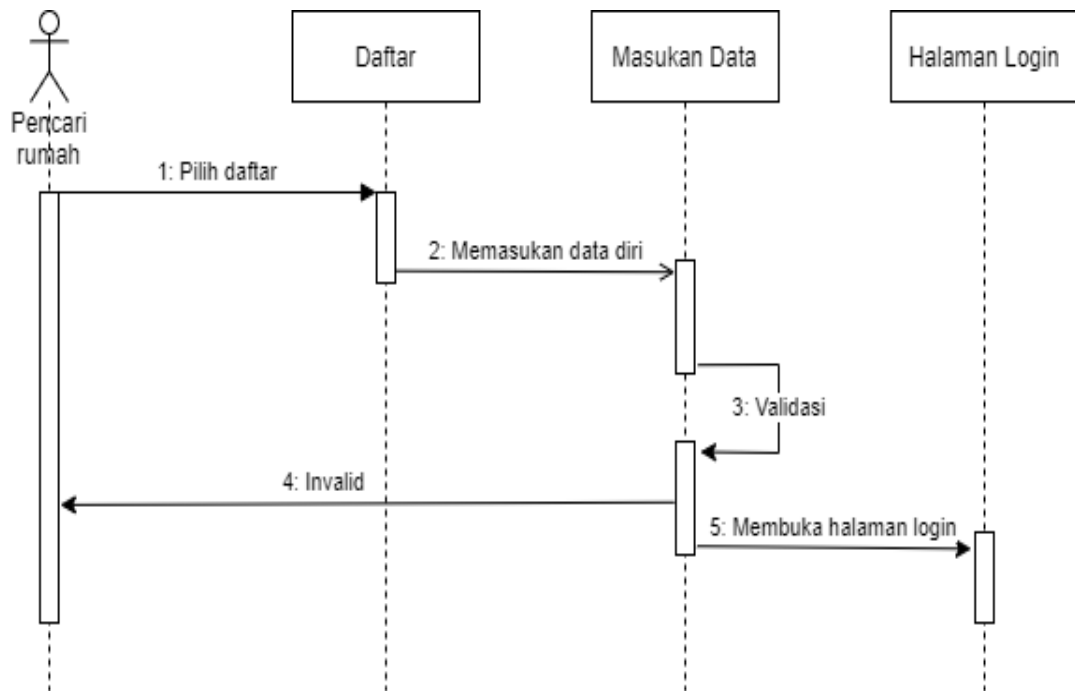 Daftar
Masukan Data
Halaman Login
Pencari
rumah
1: Pilih daftar
2: Memasukan data diri
3: Validasi
4: Invalid
5: Membuka halaman login